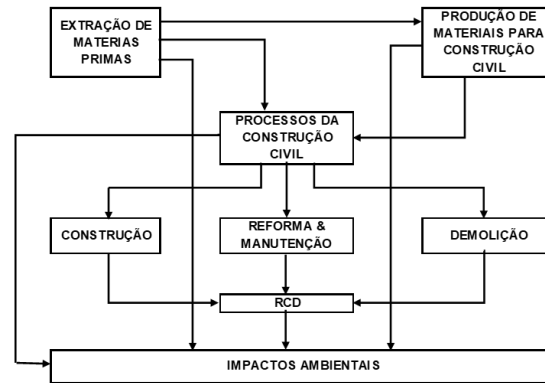 EXTRAÇÃO DE
MATERIAS
PRIMAS
PRODUÇÃO DE
MATERIAIS PARA
CONSTRUÇÃO
CIVIL
PROCESSOS DA
CONSTRUÇÃO
CIVIL
CONSTRUÇÃO
REFORMA &
MANUTENÇÃO
DEMOLIÇÃO
RCD
IMPACTOS AMBIENTAIS